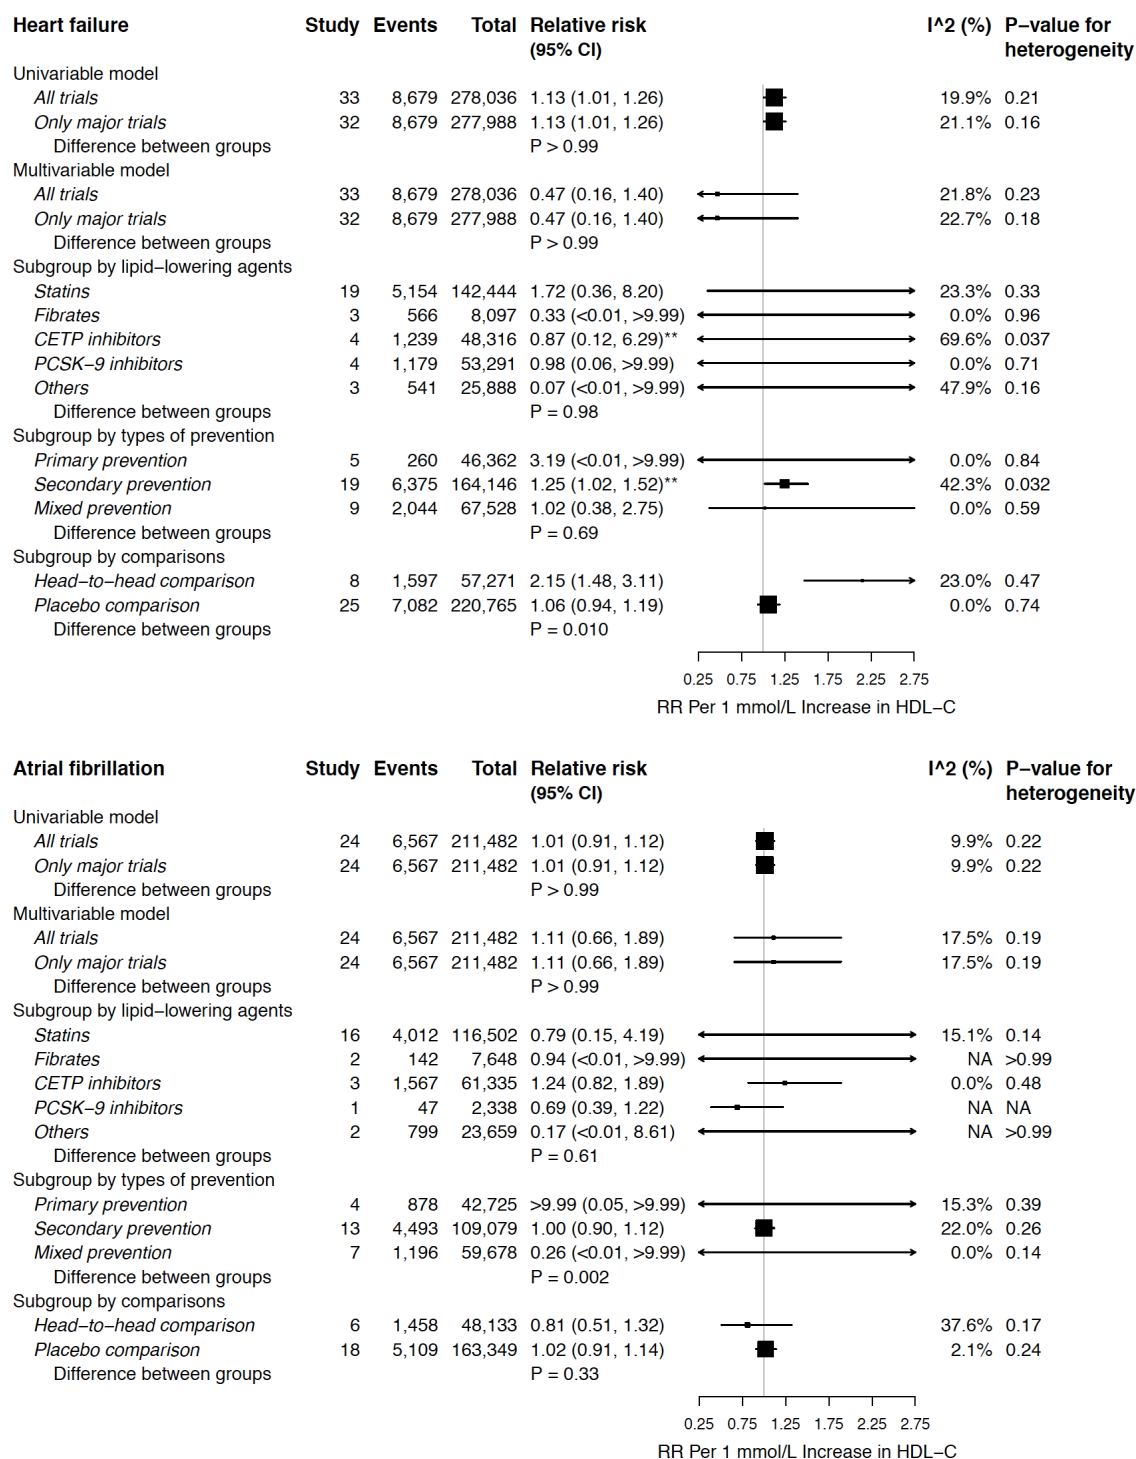 Heart failure Study Events Total Relative risk I^2 (%) P−value for
(95% CI) heterogeneity
Univariable model
All trials 33 8,679 278,036 1.13 (1.01, 1.26) 19.9% 0.21
Only major trials 32 8,679 277,988 1.13 (1.01, 1.26) 21.1% 0.16
Difference between groups P > 0.99
Multivariable model
All trials 33 8,679 278,036 0.47 (0.16, 1.40) 21.8% 0.23
Only major trials 32 8,679 277,988 0.47 (0.16, 1.40) 22.7% 0.18
Difference between groups P > 0.99
Subgroup by lipid−lowering agents
Statins 19 5,154 142,444 1.72 (0.36, 8.20) 23.3% 0.33
Fibrates 3 566 8,097 0.33 (<0.01, >9.99) 0.0% 0.96
CETP inhibitors 4 1,239 48,316 0.87 (0.12, 6.29)** 69.6% 0.037
PCSK−9 inhibitors 4 1,179 53,291 0.98 (0.06, >9.99) 0.0% 0.71
Others 3 541 25,888 0.07 (<0.01, >9.99) 47.9% 0.16
Difference between groups P = 0.98
Subgroup by types of prevention
Primary prevention 5 260 46,362 3.19 (<0.01, >9.99) 0.0% 0.84
Secondary prevention 19 6,375 164,146 1.25 (1.02, 1.52)** 42.3% 0.032
Mixed prevention 9 2,044 67,528 1.02 (0.38, 2.75) 0.0% 0.59
Difference between groups P = 0.69
Subgroup by comparisons
Head−to−head comparison 8 1,597 57,271 2.15 (1.48, 3.11) 23.0% 0.47
Placebo comparison 25 7,082 220,765 1.06 (0.94, 1.19) 0.0% 0.74
Difference between groups P = 0.010
0.25 0.75 1.25 1.75 2.25 2.75
RR Per 1 mmol/L Increase in HDL−C
Atrial fibrillation Study Events Total Relative risk I^2 (%) P−value for
(95% CI) heterogeneity
Univariable model
All trials 24 6,567 211,482 1.01 (0.91, 1.12) 9.9% 0.22
Only major trials 24 6,567 211,482 1.01 (0.91, 1.12) 9.9% 0.22
Difference between groups P > 0.99
Multivariable model
All trials 24 6,567 211,482 1.11 (0.66, 1.89) 17.5% 0.19
Only major trials 24 6,567 211,482 1.11 (0.66, 1.89) 17.5% 0.19
Difference between groups P > 0.99
Subgroup by lipid−lowering agents
Statins 16 4,012 116,502 0.79 (0.15, 4.19) 15.1% 0.14
Fibrates 2 142 7,648 0.94 (<0.01, >9.99) NA >0.99
CETP inhibitors 3 1,567 61,335 1.24 (0.82, 1.89) 0.0% 0.48
PCSK−9 inhibitors 1 47 2,338 0.69 (0.39, 1.22) NA NA
Others 2 799 23,659 0.17 (<0.01, 8.61) NA >0.99
Difference between groups P = 0.61
Subgroup by types of prevention
Primary prevention 4 878 42,725 >9.99 (0.05, >9.99) 15.3% 0.39
Secondary prevention 13 4,493 109,079 1.00 (0.90, 1.12) 22.0% 0.26
Mixed prevention 7 1,196 59,678 0.26 (<0.01, >9.99) 0.0% 0.14
Difference between groups P = 0.002
Subgroup by comparisons
Head−to−head comparison 6 1,458 48,133 0.81 (0.51, 1.32) 37.6% 0.17
Placebo comparison 18 5,109 163,349 1.02 (0.91, 1.14) 2.1% 0.24
Difference between groups P = 0.33
0.25 0.75 1.25 1.75 2.25 2.75
RR Per 1 mmol/L Increase in HDL−C